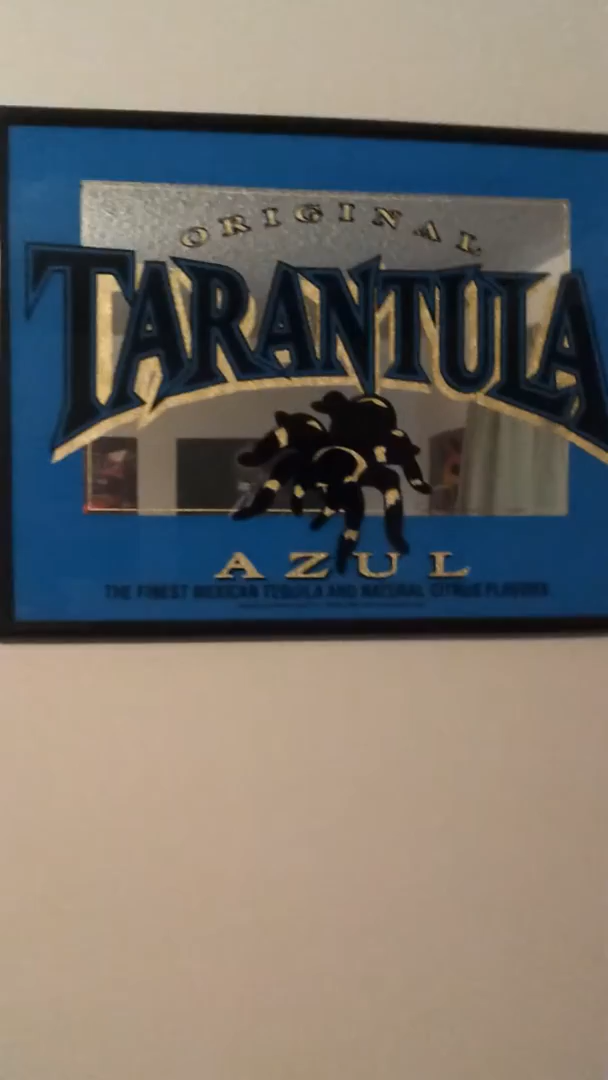 ORIGINAL
TARANTULA
AZUL
THE FINEST MEXICAN TEQUILA AND NATURAL CITRUS FLAVORS